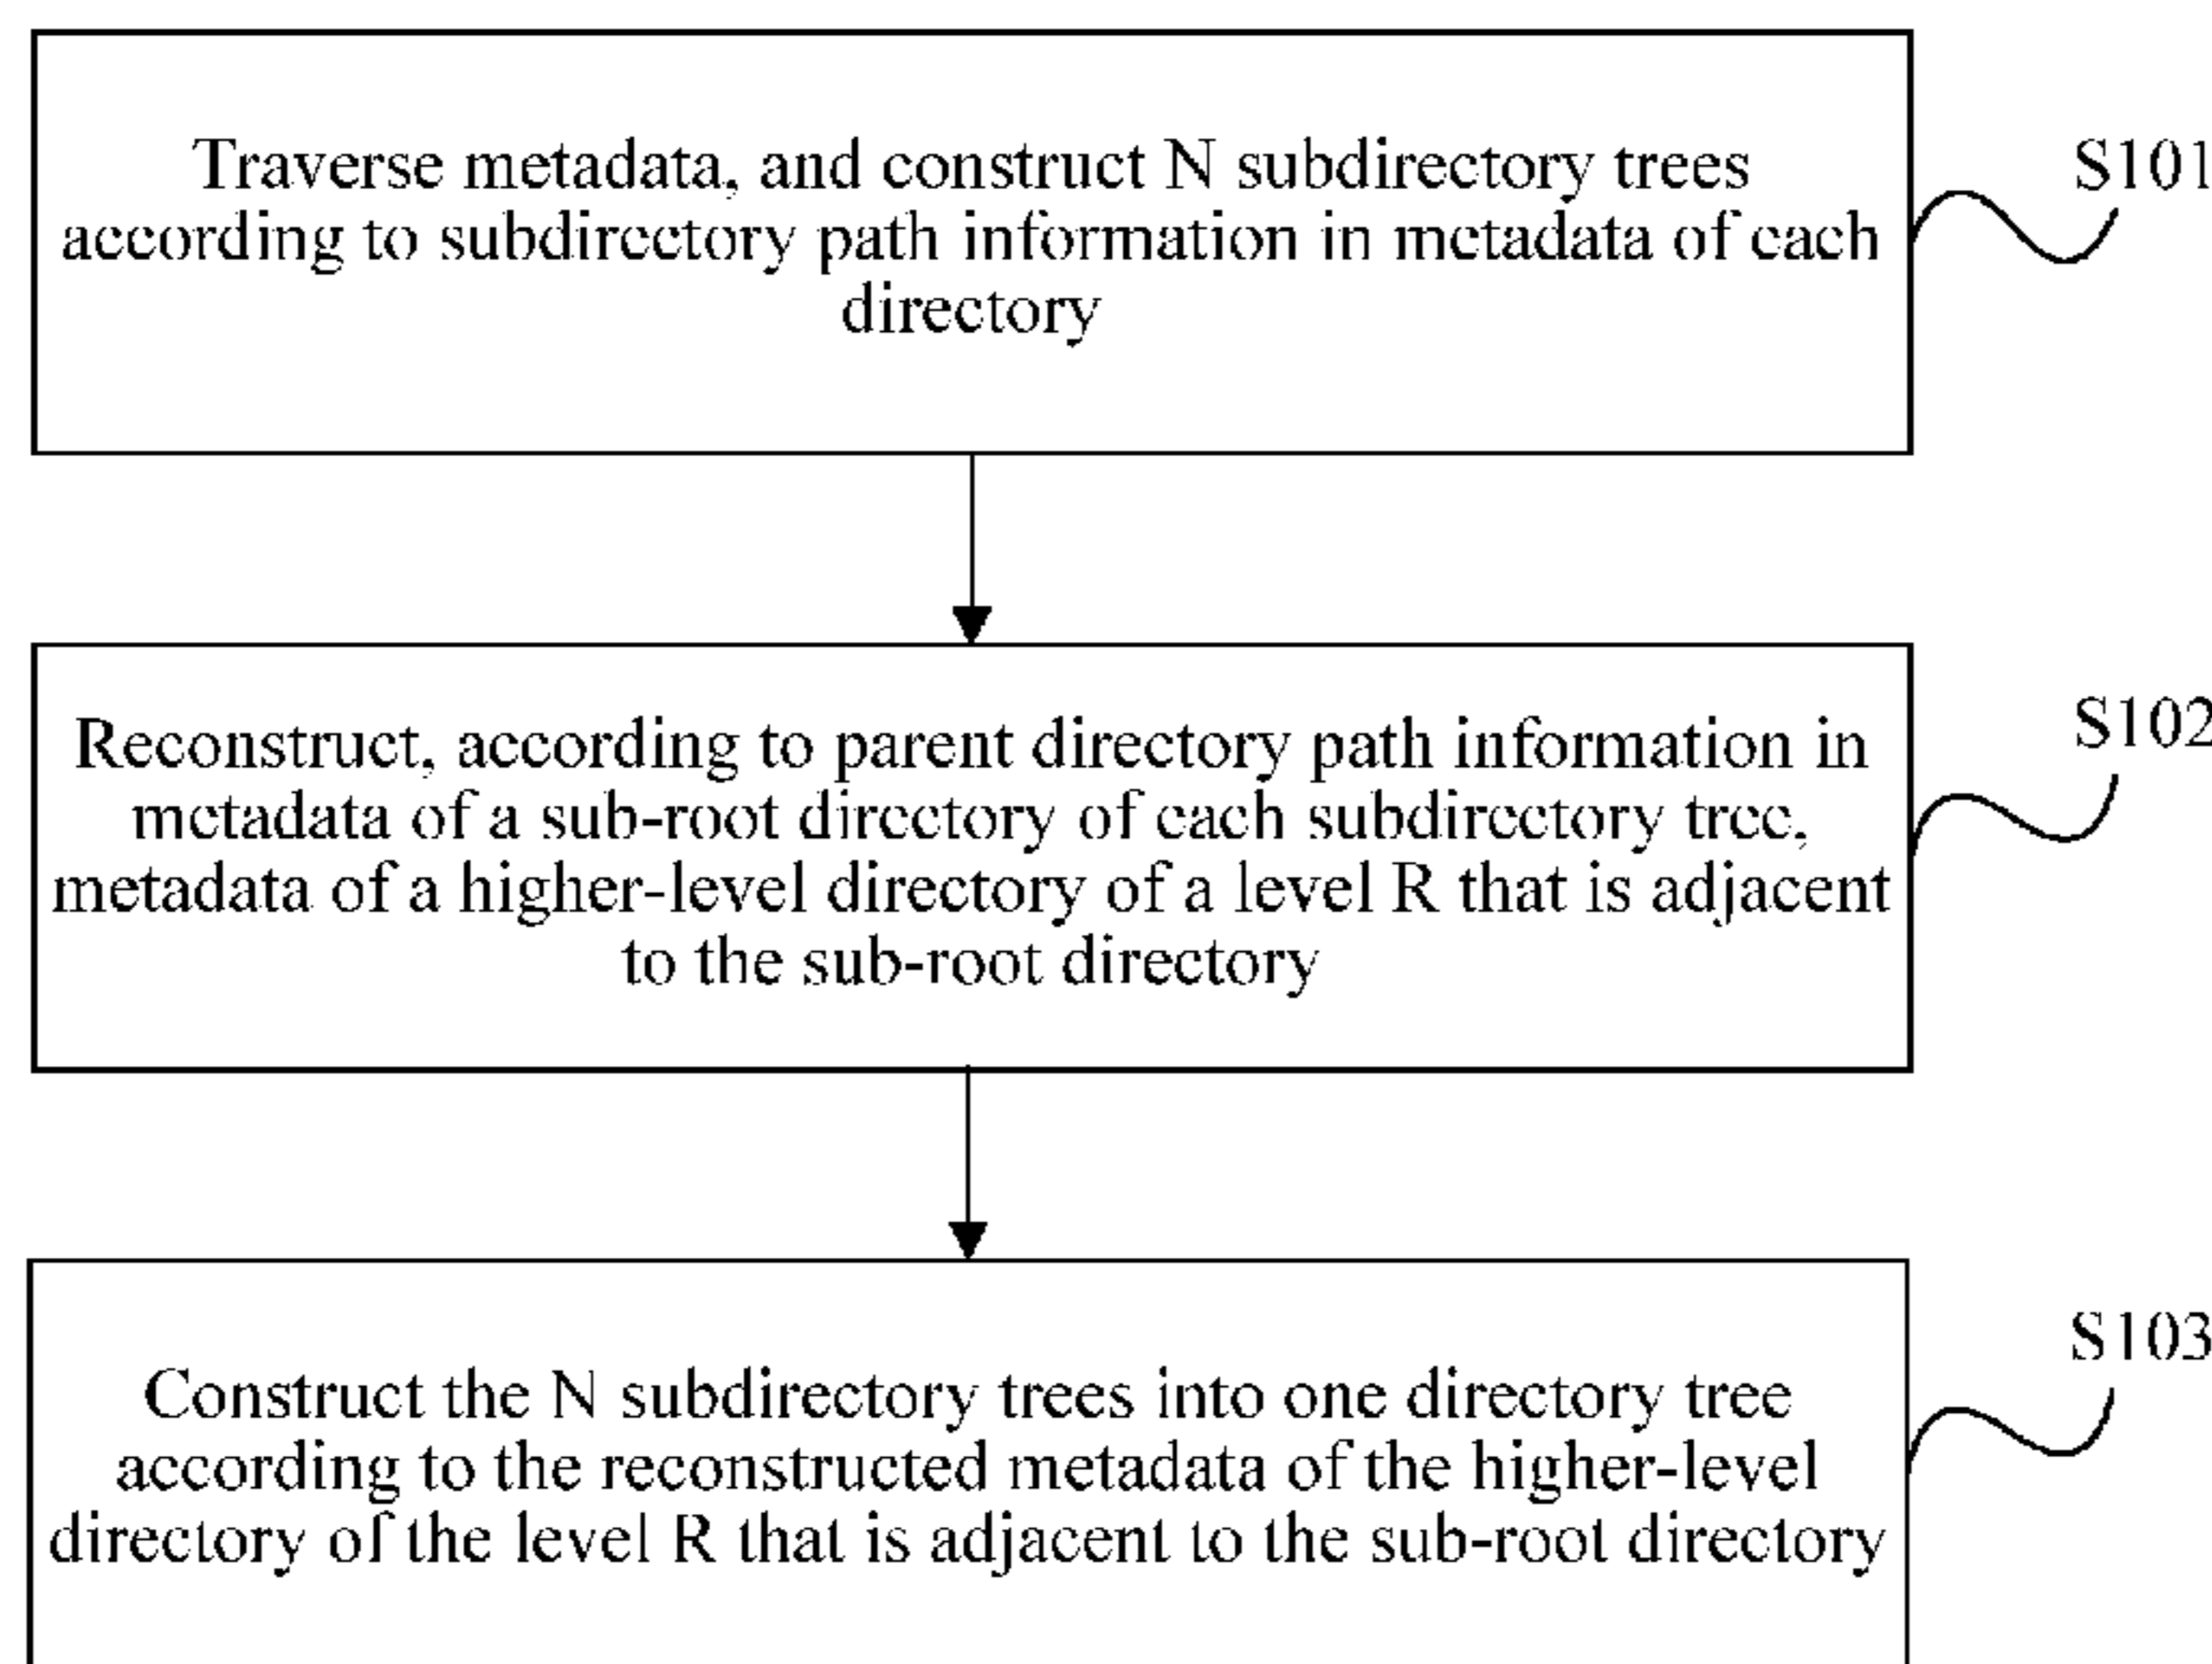 Traverse metadata, and construct N subdirectory trees
according to subdirectory path information in metadata of each
directory
S101
Reconstruct, according to parent directory path information in
metadata of a sub-root directory of each subdirectory tree,
metadata of a higher-level directory of a level R that is adjacent
to the sub-root directory
S102
Construct the N subdirectory trees into one directory tree
according to the reconstructed metadata of the higher-level
directory of the level R that is adjacent to the sub-root directory
S103